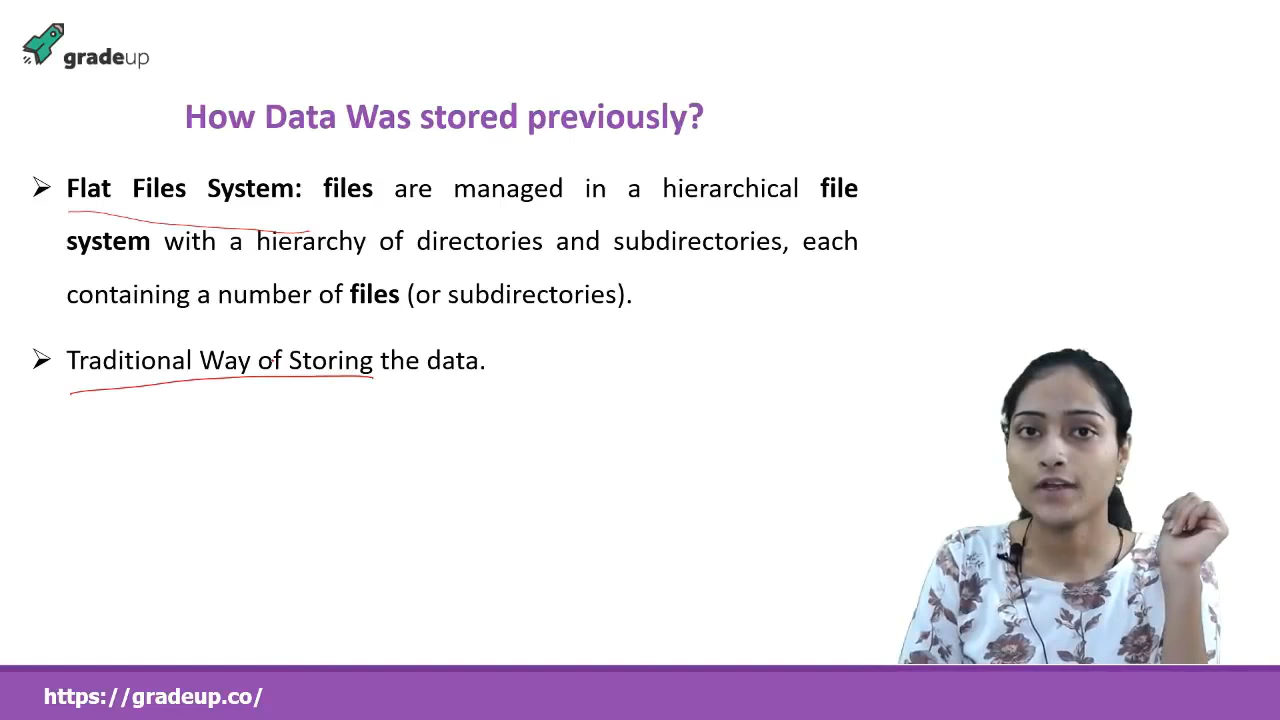 gradeup
How Data Was stored previously?
➢ Flat Files System: files are managed in a hierarchical file
system with a hierarchy of directories and subdirectories, each
containing a number of files (or subdirectories).
➢ Traditional Way of Storing the data.
https://gradeup.co/